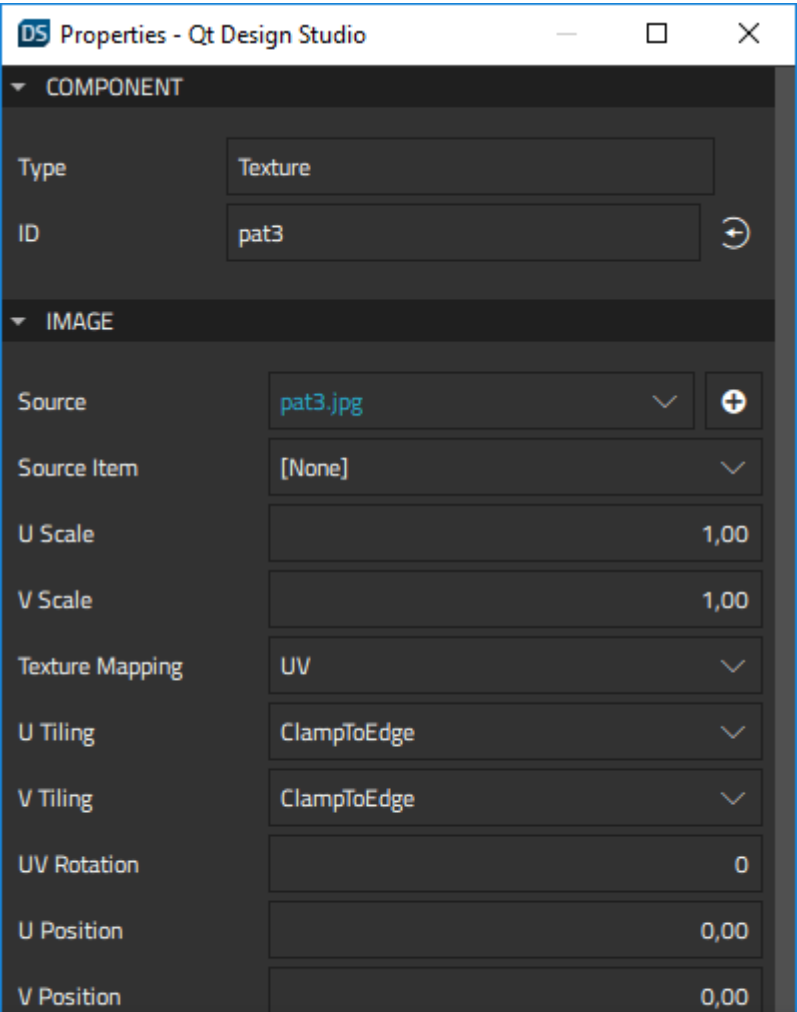 DS Properties - Qt Design Studio
COMPONENT
Type Texture
ID pat3
IMAGE
Source pat3.jpg
Source Item [None]
U Scale 1,00
V Scale 1,00
Texture Mapping UV
U Tiling ClampToEdge
V Tiling ClampToEdge
UV Rotation 0
U Position 0,00
V Position 0,00